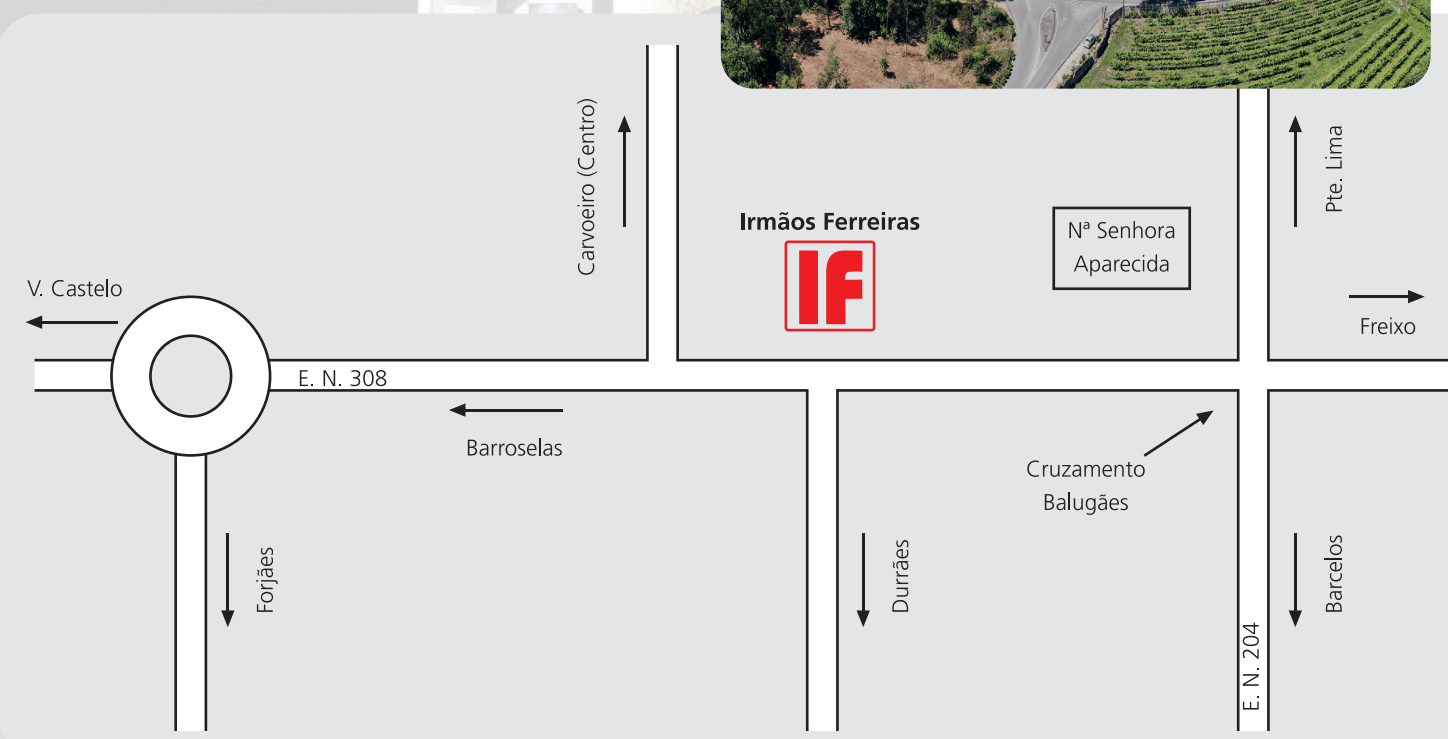 Carvoeiro (Centro)
Pte. Lima
Irmãos Ferreiras
IF
Nª Senhora
Aparecida
V. Castelo
Freixo
E. N. 308
Barroselas
Cruzamento
Balugães
Forjães
Durrães
Barcelos
E. N. 204